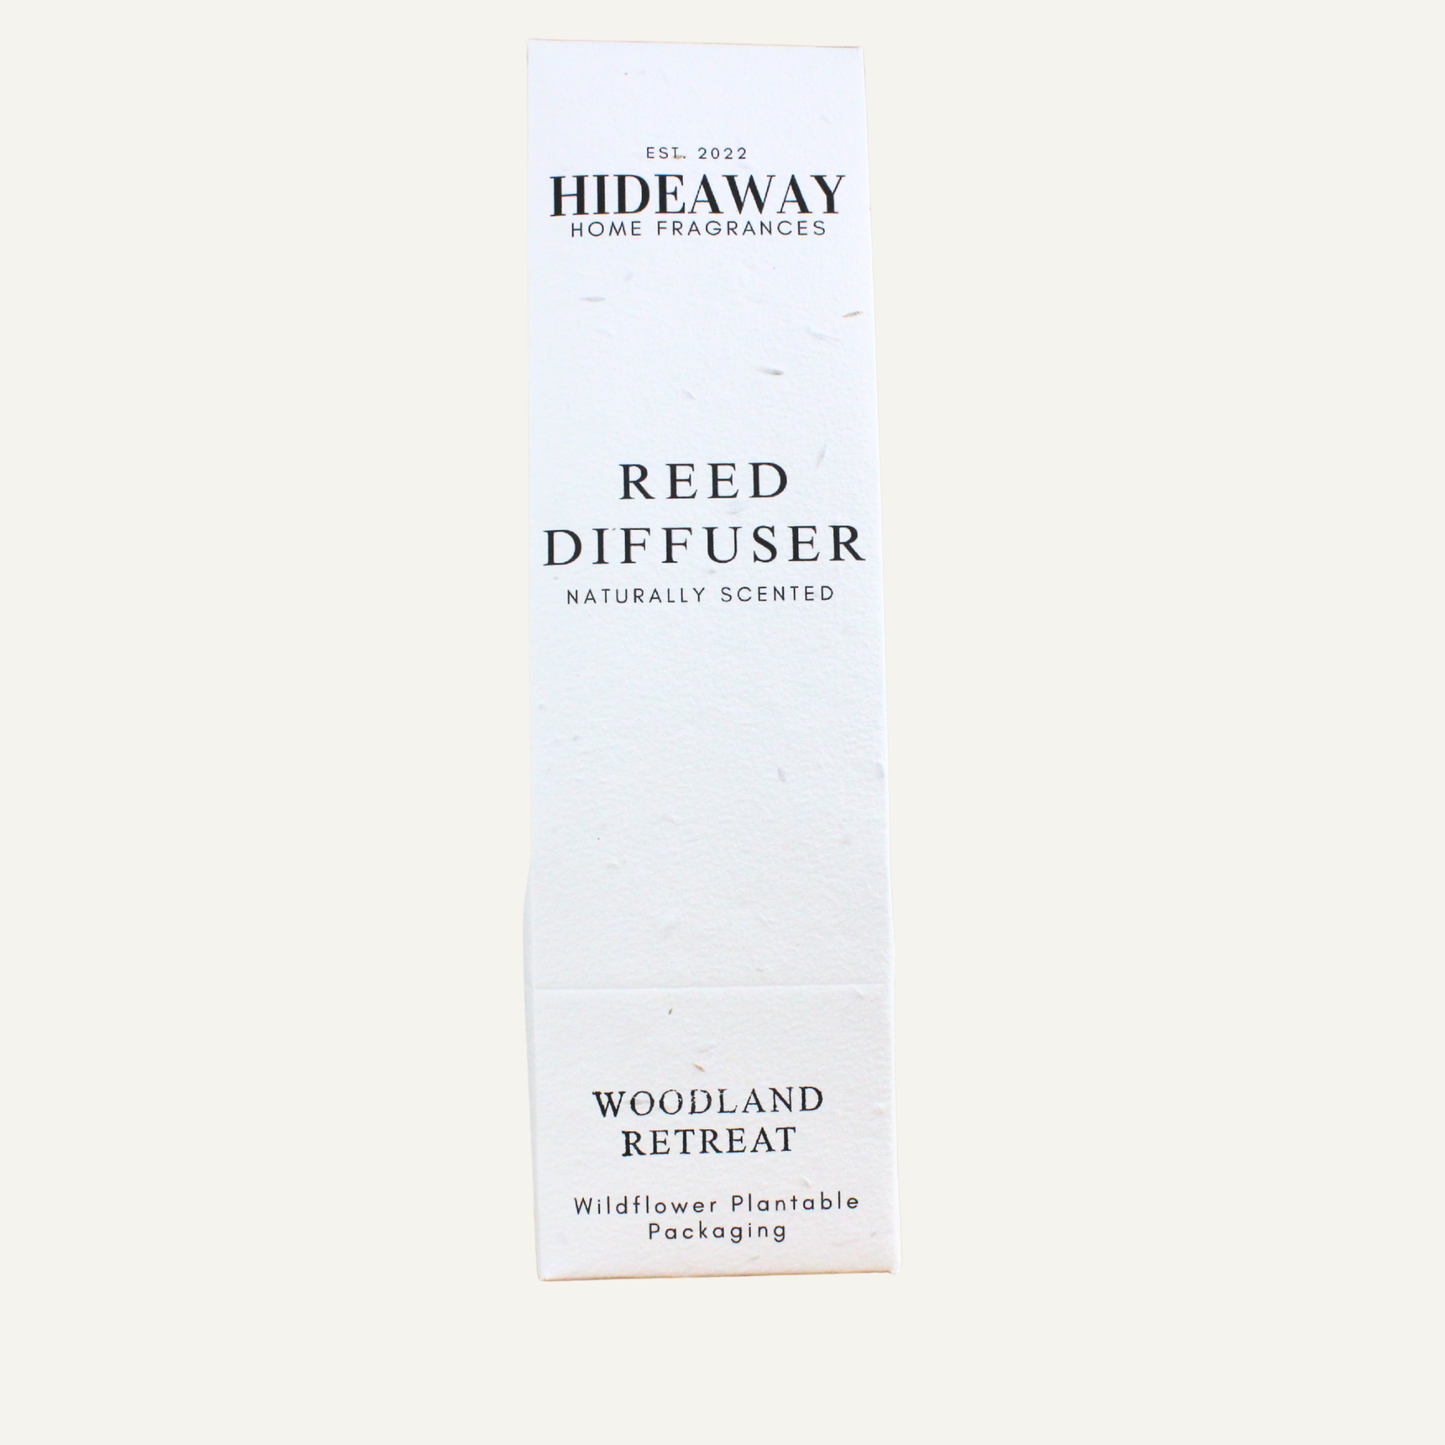 EST. 2022
HIDEAWAY
HOME FRAGRANCES
REED
DIFFUSER
NATURALLY SCENTED
WOODLAND
RETREAT
Wildflower Plantable
Packaging